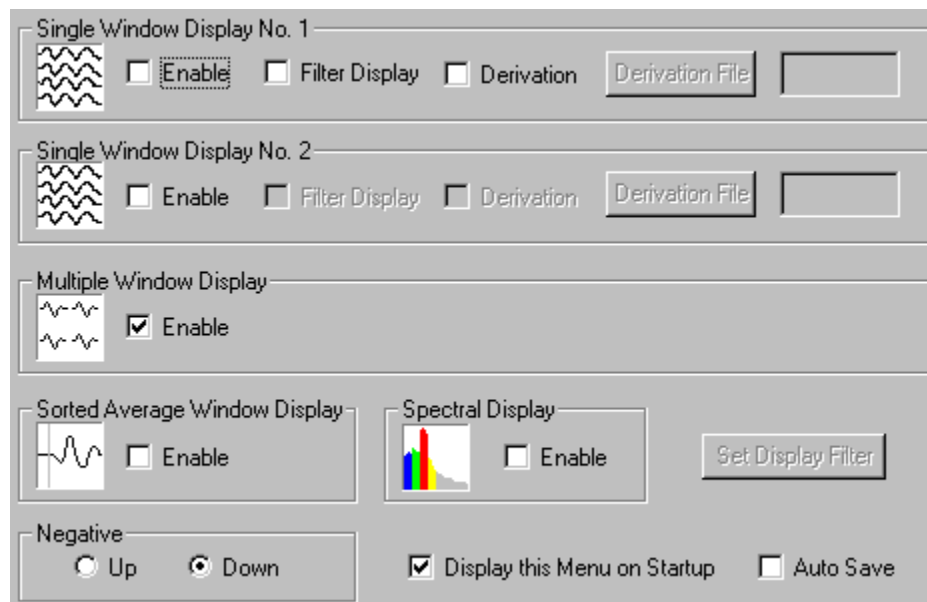 Single Window Display No. 1
Enable Filter Display Derivation Derivation File
Single Window Display No. 2
Enable Filter Display Derivation Derivation File
Multiple Window Display
Enable
Sorted Average Window Display Spectral Display
Enable Enable Set Display Filter
Negative
Up Down Display this Menu on Startup Auto Save